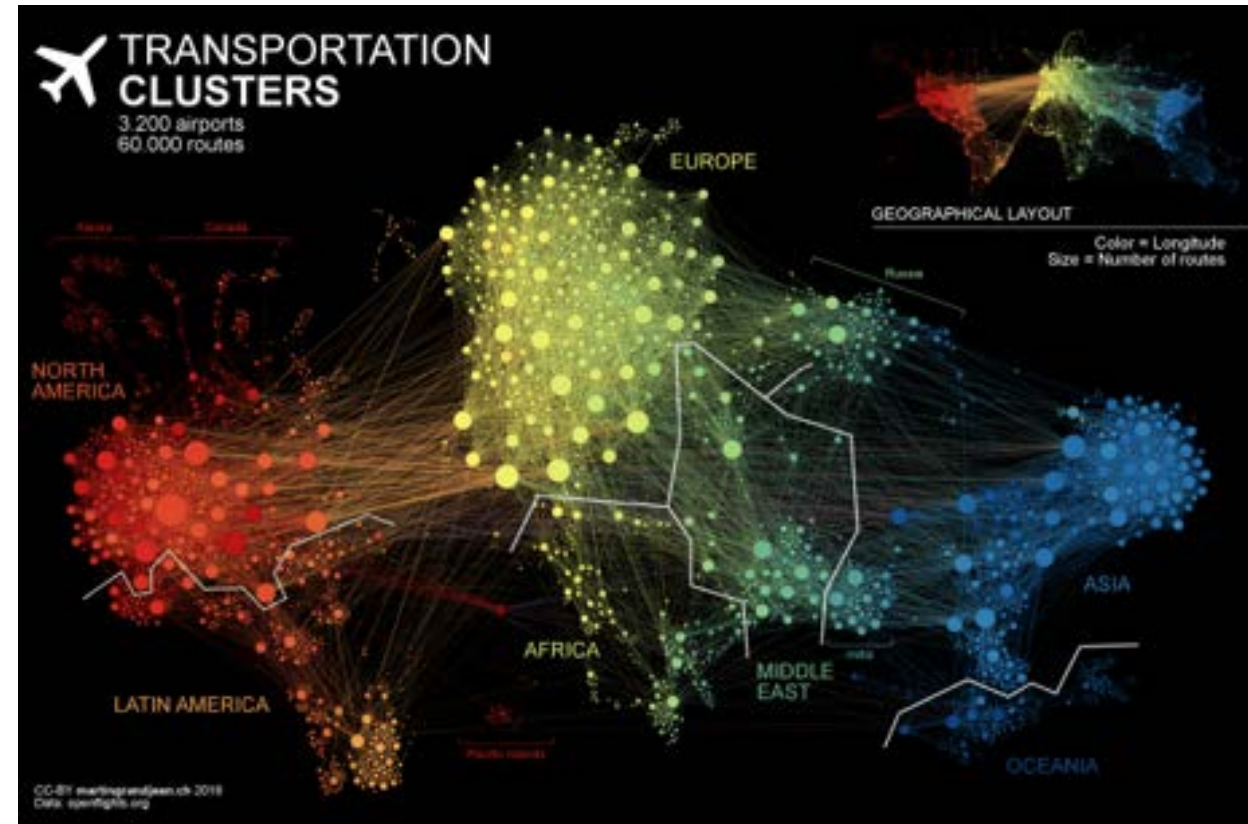 TRANSPORTATION
CLUSTERS
3.200 airports
60.000 routes
EUROPE
GEOGRAPHICAL LAYOUT
Color = Longitude
Size = Number of routes
Alaska
Canada
Russia
NORTH
AMERICA
ASIA
AFRICA
India
MIDDLE
EAST
LATIN AMERICA
Pacific Islands
OCEANIA
CC-BY martingrandjean.ch 2016
Data: openflights.org